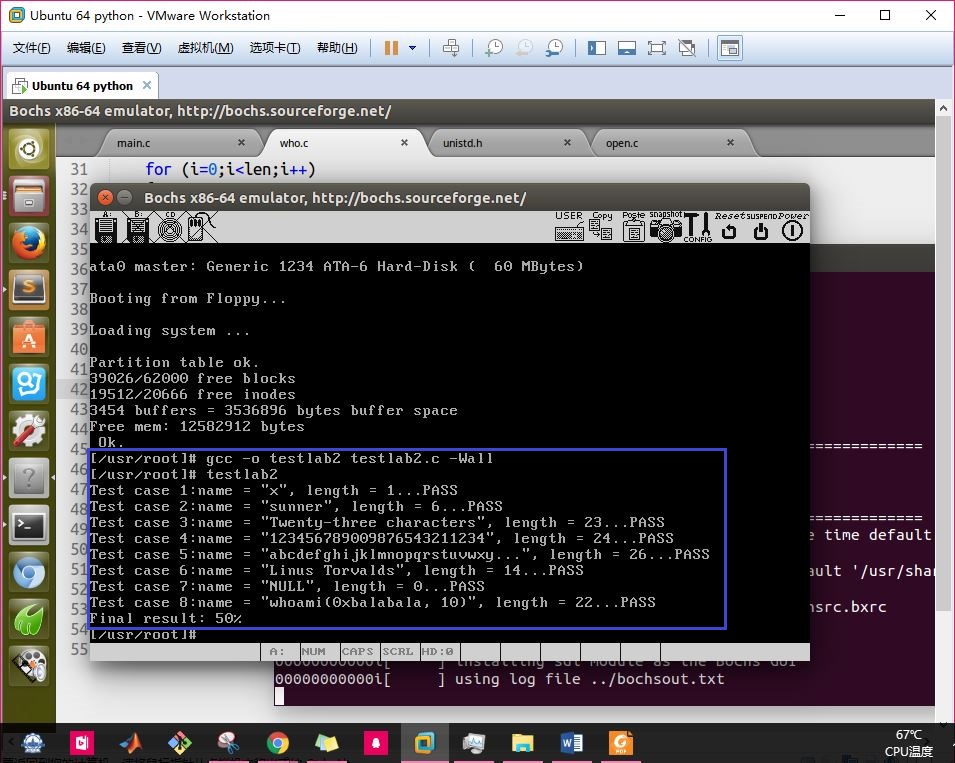 Ubuntu 64 python - VMware Workstation
文件(F) 编辑(E) 查看(V) 虚拟机(M) 选项卡(T) 帮助(H)
Ubuntu 64 python
Bochs x86-64 emulator, http://bochs.sourceforge.net/
main.c who.c unistd.h open.c
31 for (i=0;i<len;i++)
32
33
34
35
36
37
38
39
40
41
42
43
44
45
46
47
48
49
50
51
52
53
54
55
Bochs x86-64 emulator, http://bochs.sourceforge.net/
A: B: CD USER Copy Paste snapshot CONFIG Reset SUSPEND Power
ata0 master: Generic 1234 ATA-6 Hard-Disk ( 60 MBytes)
Booting from Floppy...
Loading system ...
Partition table ok.
39026/62000 free blocks
19512/20666 free inodes
3454 buffers = 3536896 bytes buffer space
Free mem: 12582912 bytes
Ok.
[/usr/root]# gcc -o testlab2 testlab2.c -Wall
[/usr/root]# testlab2
Test case 1:name = "x", length = 1...PASS
Test case 2:name = "sunner", length = 6...PASS
Test case 3:name = "Twenty-three characters", length = 23...PASS
Test case 4:name = "123456789009876543211234", length = 24...PASS
Test case 5:name = "abcdefghijklmnopqrstuvwxy...", length = 26...PASS
Test case 6:name = "Linus Torvalds", length = 14...PASS
Test case 7:name = "NULL", length = 0...PASS
Test case 8:name = "whoami(0xbalabala, 10)", length = 22...PASS
Final result: 50%
[/usr/root]#
A: NUM CAPS SCRL HD:0
==============
==============
e time default
ault '/usr/shar
nsrc.bxrc
00000000000i[ ] installing sdl module as the Bochs GUI
00000000000i[ ] using log file ../bochsout.txt
67℃
CPU温度